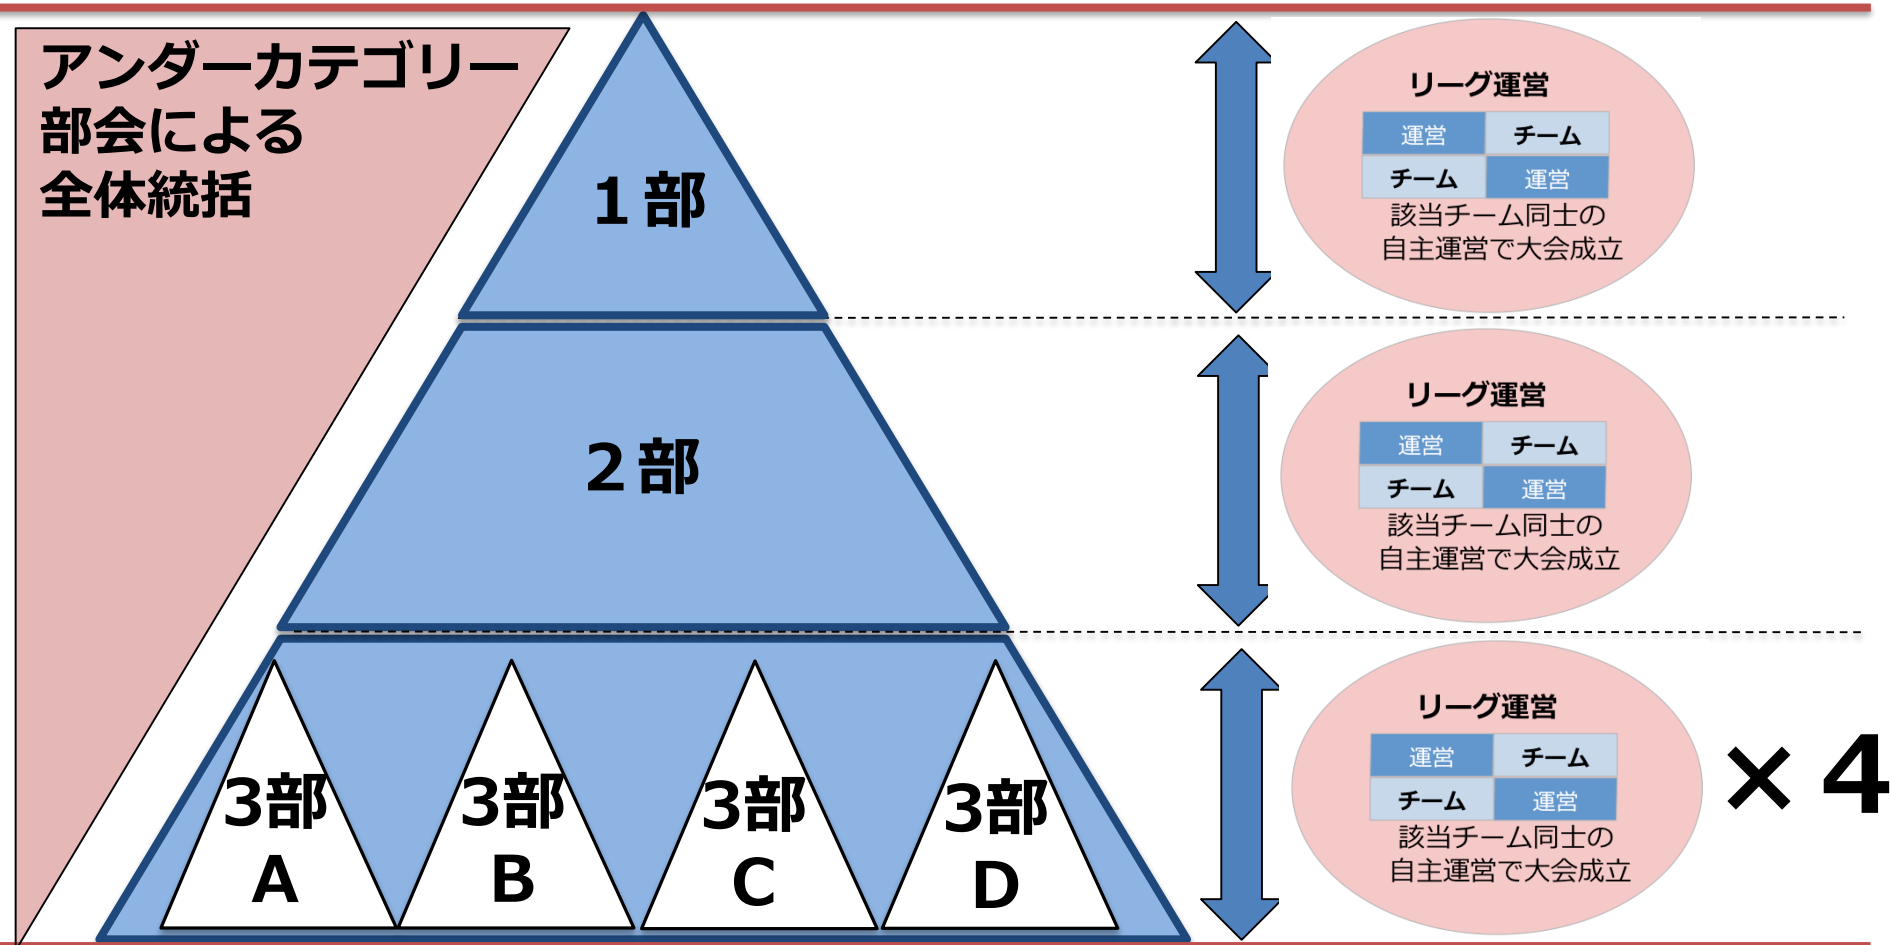 アンダーカテゴリー
部会による
全体統括
１部
２部
3部
A
3部
B
3部
C
3部
D
リーグ運営
運営 チーム
チーム 運営
該当チーム同士の
自主運営で大会成立
リーグ運営
運営 チーム
チーム 運営
該当チーム同士の
自主運営で大会成立
リーグ運営
運営 チーム
チーム 運営
該当チーム同士の
自主運営で大会成立
×４